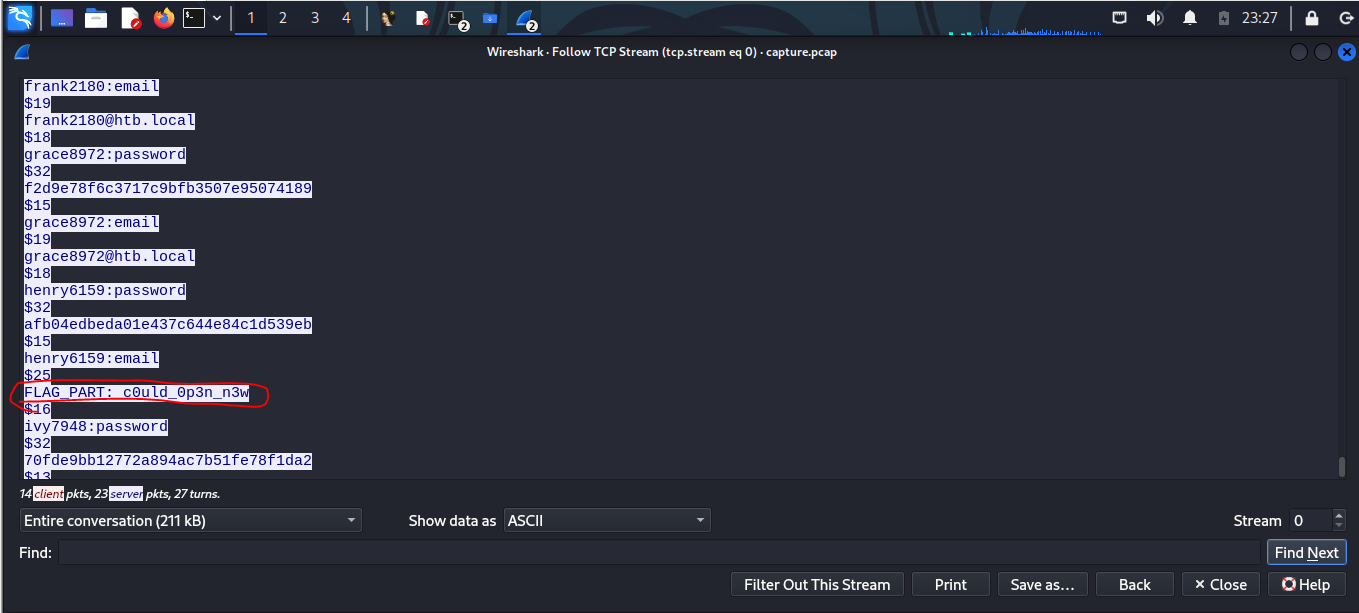 1 2 3 4 2 2 23:27
Wireshark · Follow TCP Stream (tcp.stream eq 0) · capture.pcap
frank2180:email
$19
frank2180@htb.local
$18
grace8972:password
$32
f2d9e78f6c3717c9bfb3507e95074189
$15
grace8972:email
$19
grace8972@htb.local
$18
henry6159:password
$32
afb04edbeda01e437c644e84c1d539eb
$15
henry6159:email
$25
FLAG_PART: c0uld_0p3n_n3w
$16
ivy7948:password
$32
70fde9bb12772a894ac7b51fe78f1da2
$13
14 client pkts, 23 server pkts, 27 turns.
Entire conversation (211 kB) Show data as ASCII Stream 0
Find: Find Next
Filter Out This Stream Print Save as... Back × Close Help